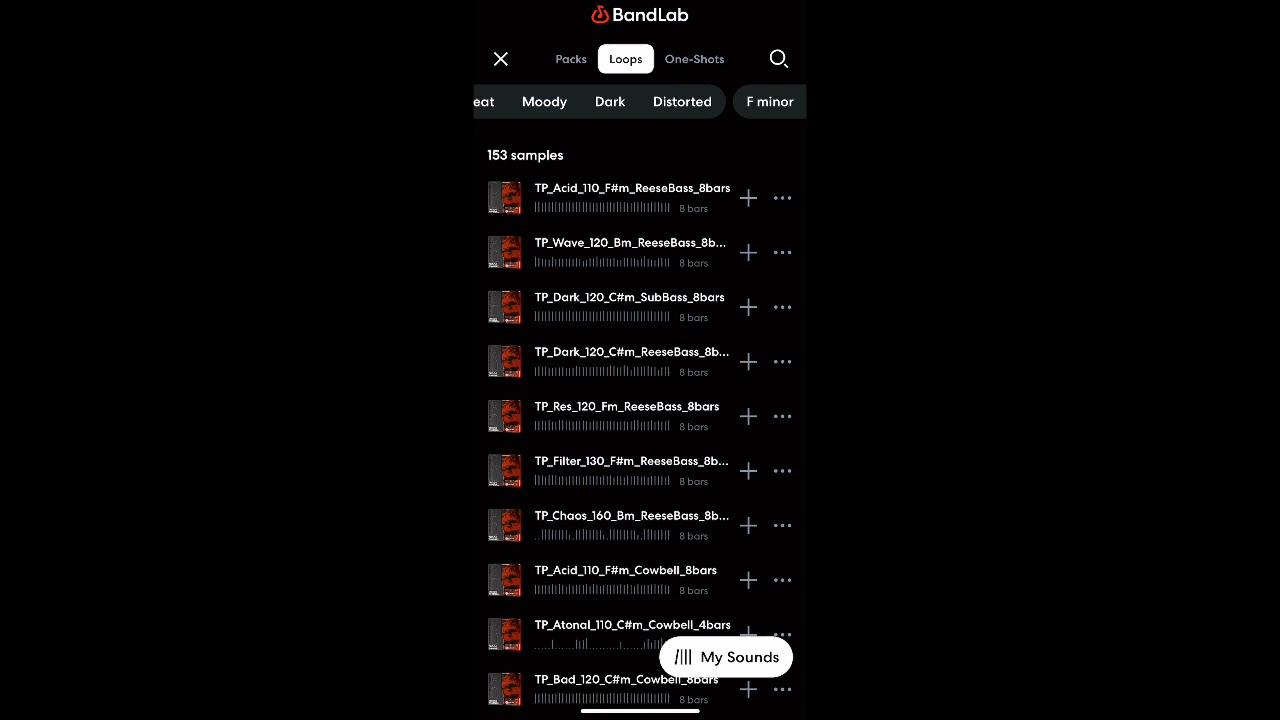 BandLab
Packs Loops One-Shots
eat Moody Dark Distorted F minor
153 samples
TP_Acid_110_F#m_ReeseBass_8bars
8 bars
TP_Wave_120_Bm_ReeseBass_8b...
8 bars
TP_Dark_120_C#m_SubBass_8bars
8 bars
TP_Dark_120_C#m_ReeseBass_8b...
8 bars
TP_Res_120_Fm_ReeseBass_8bars
8 bars
TP_Filter_130_F#m_ReeseBass_8b...
8 bars
TP_Chaos_160_Bm_ReeseBass_8b...
8 bars
TP_Acid_110_F#m_Cowbell_8bars
8 bars
TP_Atonal_110_C#m_Cowbell_4bars
My Sounds
TP_Bad_120_C#m_Cowbell_8bars
8 bars